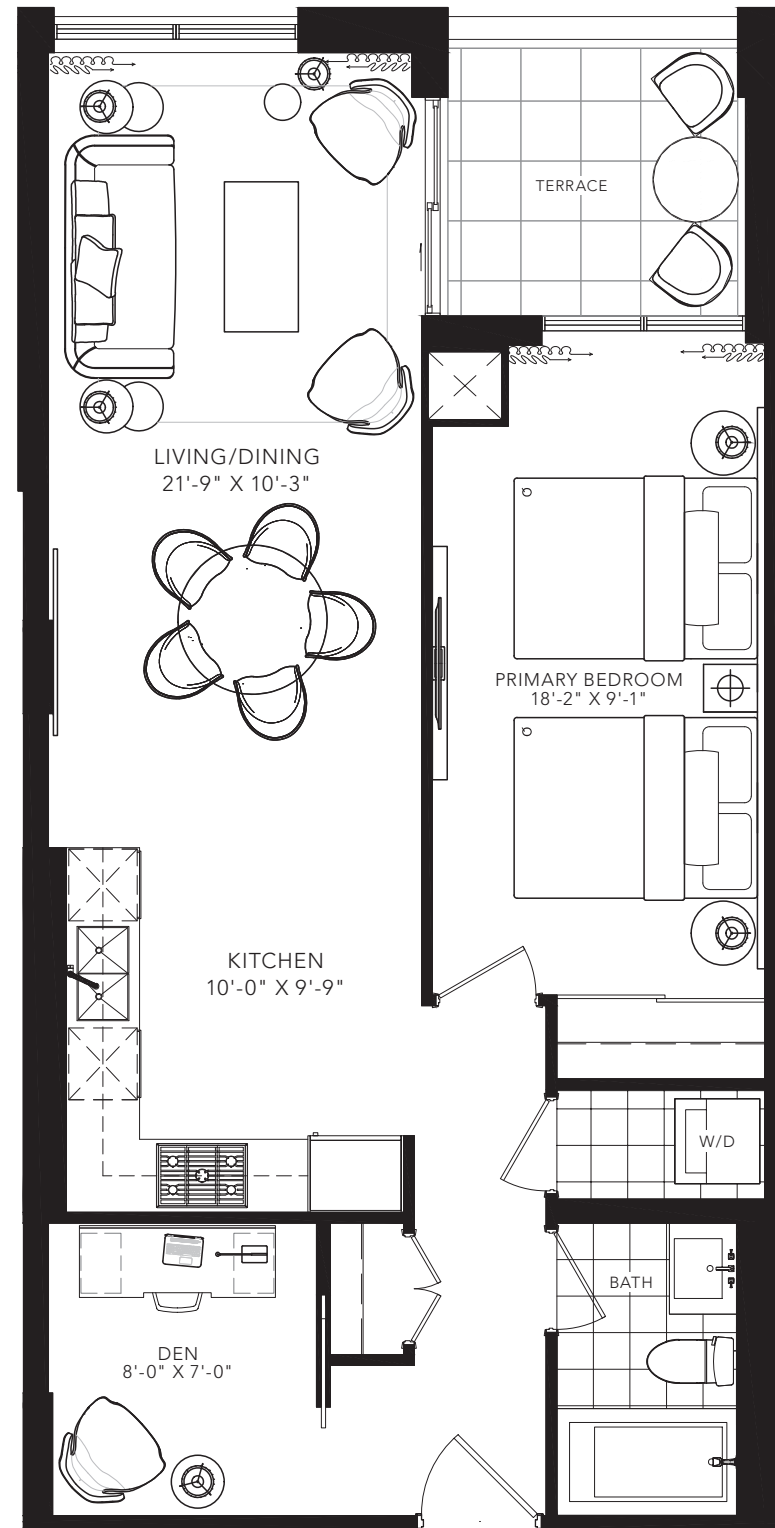 TERRACE
LIVING/DINING
21'-9" X 10'-3"
PRIMARY BEDROOM
18'-2" X 9'-1"
KITCHEN
10'-0" X 9'-9"
W/D
BATH
DEN
8'-0" X 7'-0"